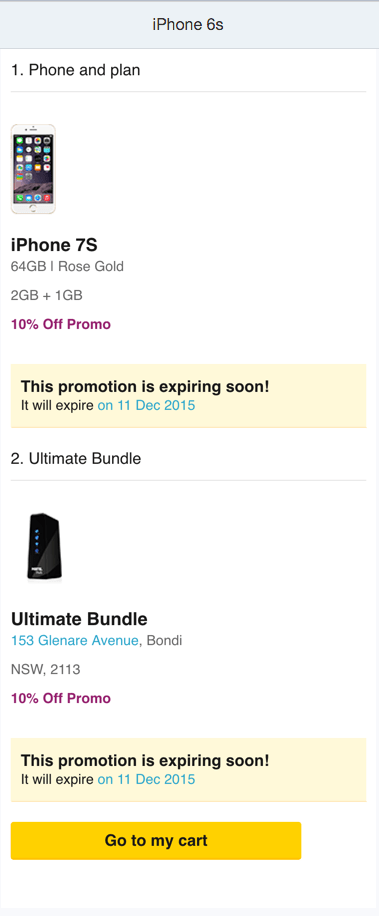 iPhone 6s
1. Phone and plan
iPhone 7S
64GB | Rose Gold
2GB + 1GB
10% Off Promo
This promotion is expiring soon!
It will expire on 11 Dec 2015
2. Ultimate Bundle
Ultimate Bundle
153 Glenare Avenue, Bondi
NSW, 2113
10% Off Promo
This promotion is expiring soon!
It will expire on 11 Dec 2015
Go to my cart